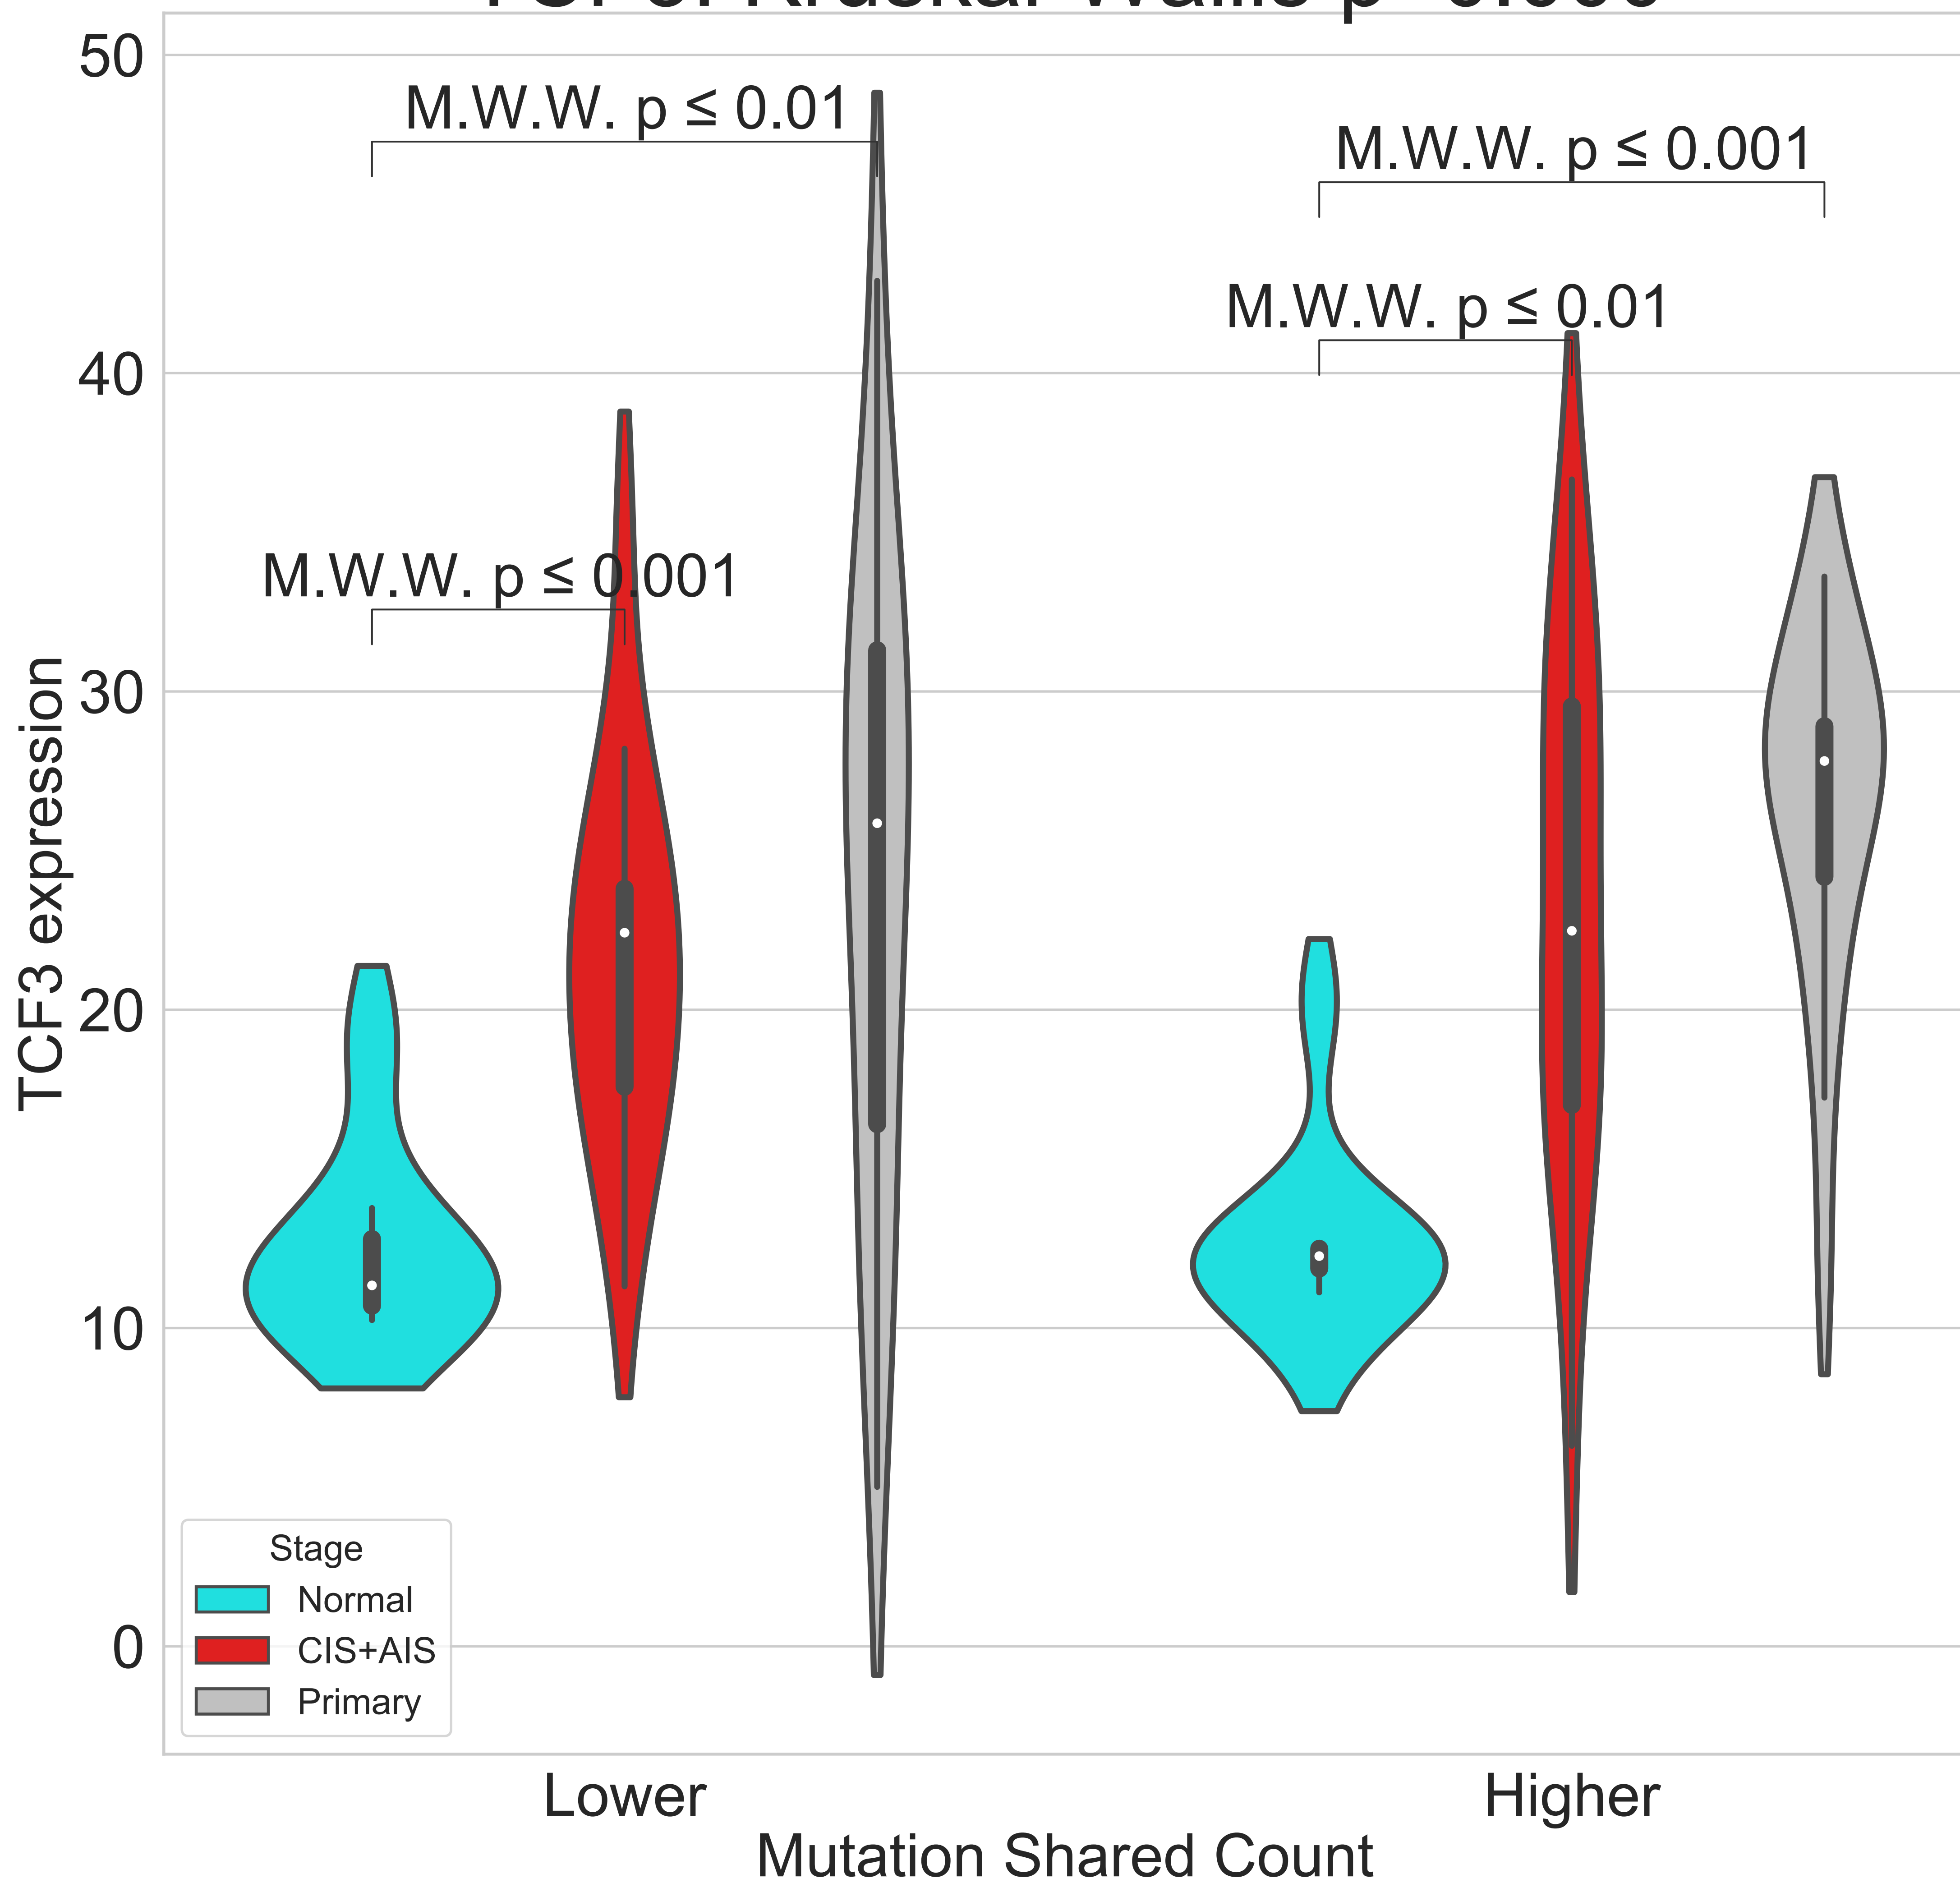 50
M.W.W. p ≤ 0.01
M.W.W. p ≤ 0.001
M.W.W. p ≤ 0.01
40
M.W.W. p ≤ 0.001
30
TCF3 expression
20
10
0
Stage
Normal
CIS+AIS
Primary
Lower
Higher
Mutation Shared Count